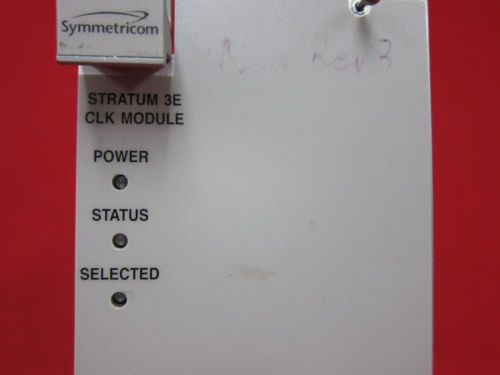 Symmetricom
Rev 3
STRATUM 3E
CLK MODULE
POWER
STATUS
SELECTED